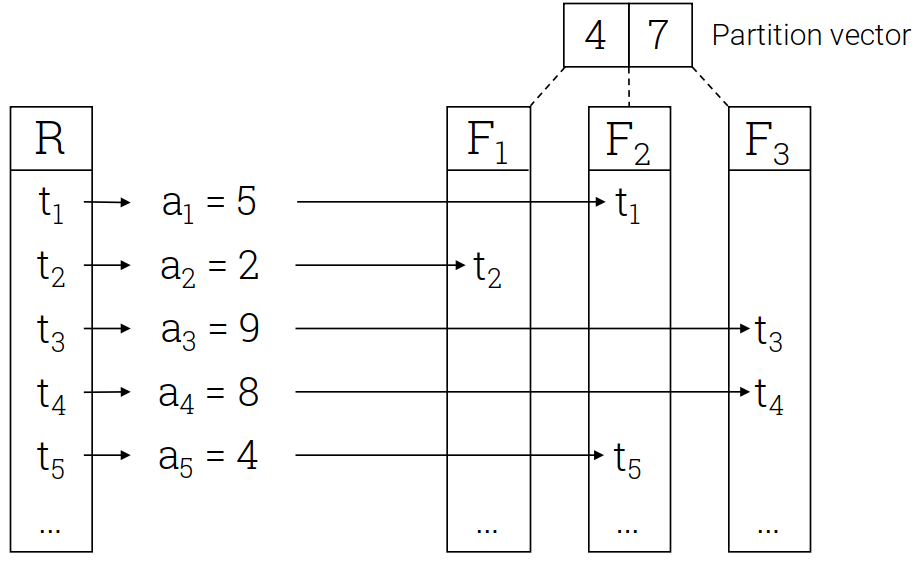 4 7 Partition vector
R F₁ F₂ F₃
t₁ a₁ = 5 t₁
t₂ a₂ = 2 t₂
t₃ a₃ = 9 t₃
t₄ a₄ = 8 t₄
t₅ a₅ = 4 t₅
... ... ... ...